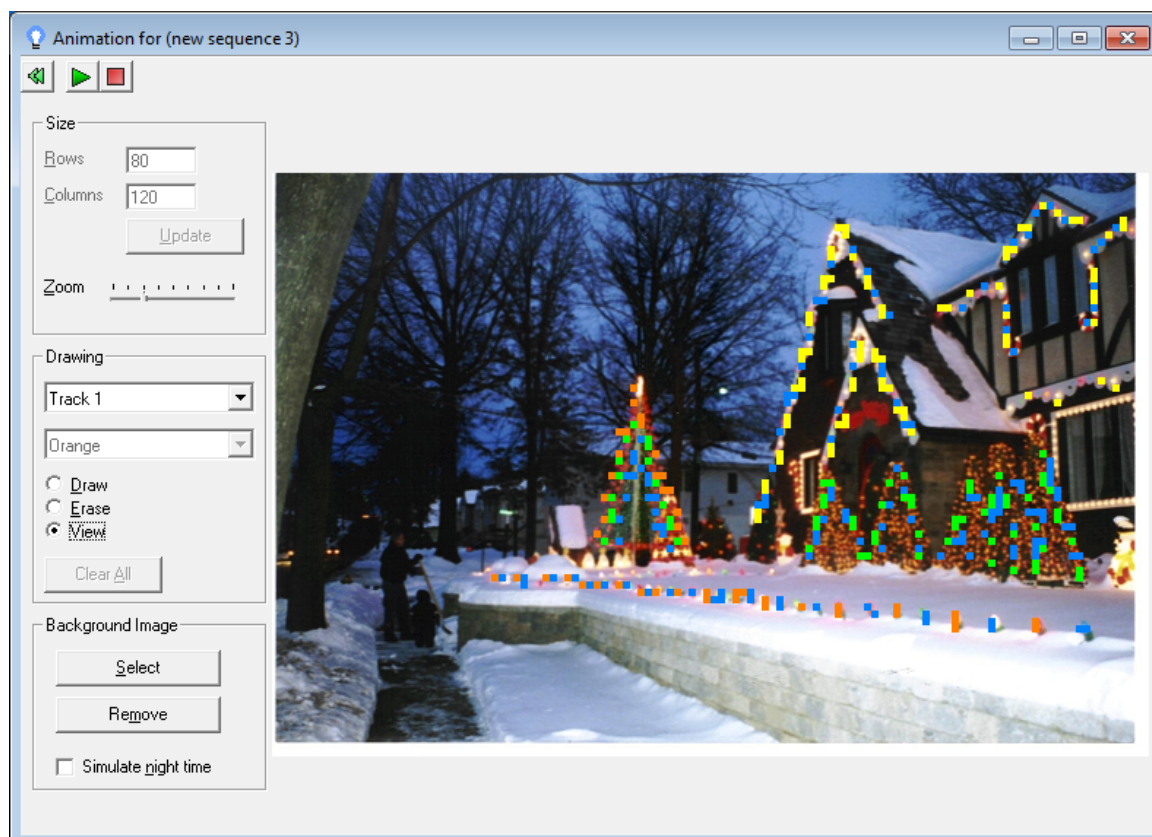 Animation for (new sequence 3)
Size
Rows 80
Columns 120
Update
Zoom
Drawing
Track 1
Orange
Draw
Erase
View
Clear All
Background Image
Select
Remove
Simulate night time